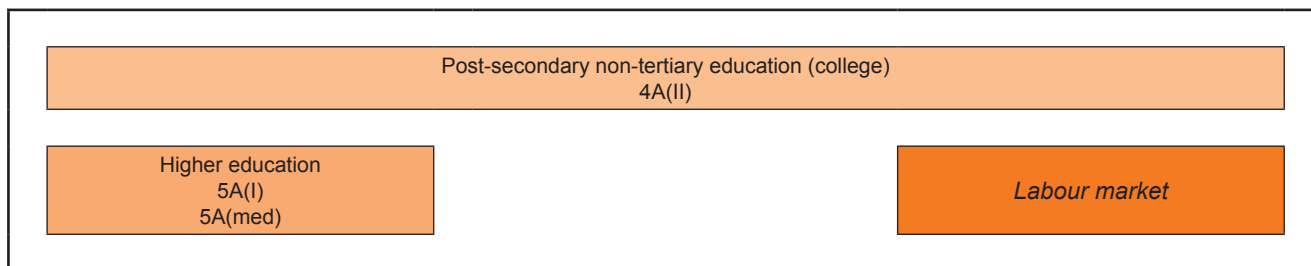 Post-secondary non-tertiary education (college)
4A(II)
Higher education
5A(I)
5A(med)
Labour market